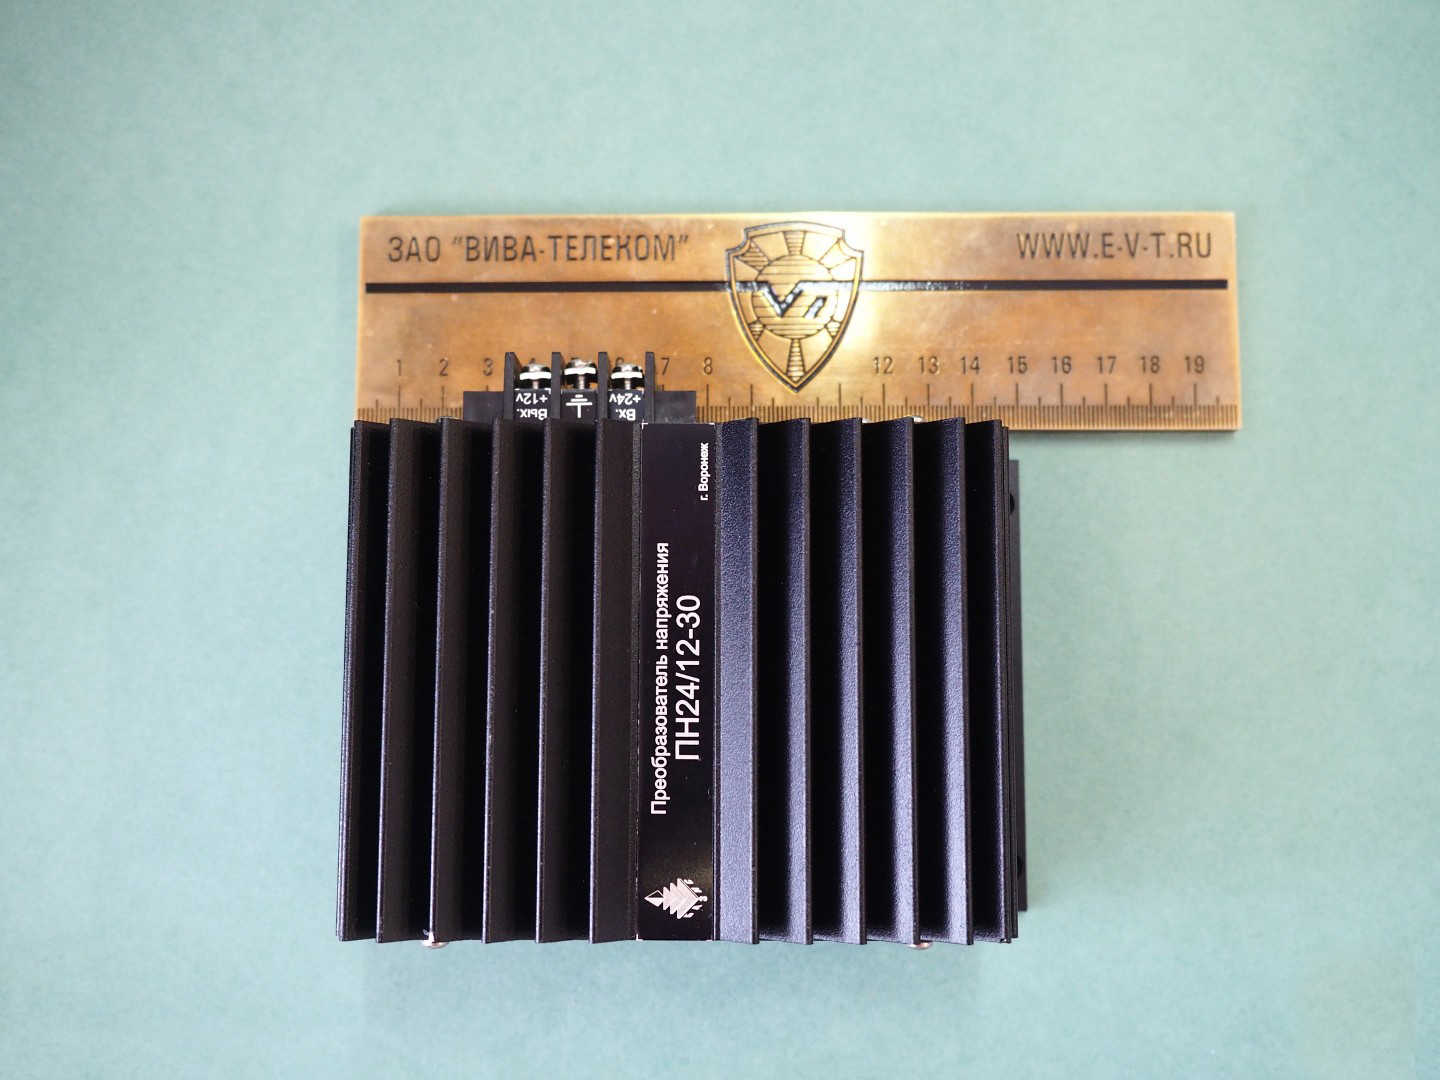 ЗАО "ВИВА-ТЕЛЕКОМ"
WWW.E-V-T.RU
1 2 3 4 5 6 7 8 12 13 14 15 16 17 18 19
Вых. +12v
Вх. +24v
г. Воронеж
Преобразователь напряжения
ПН24/12-30